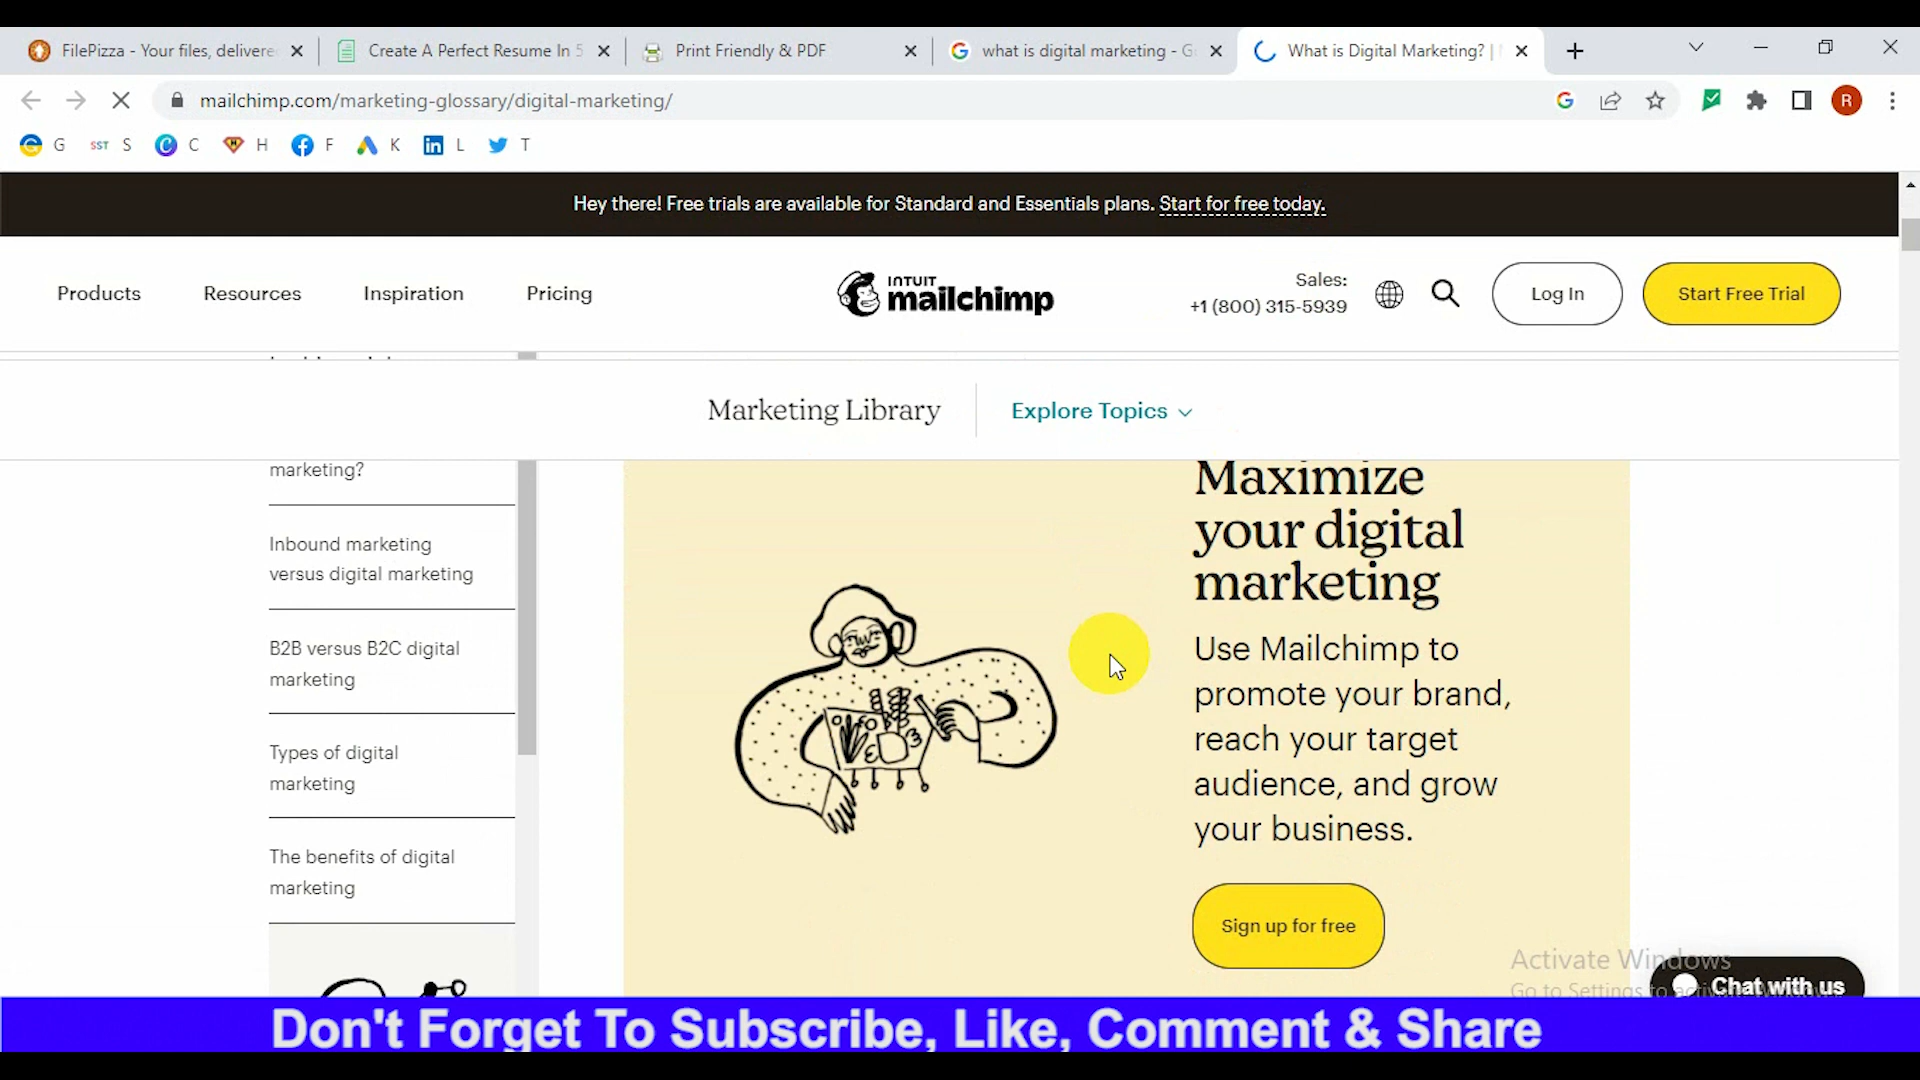 FilePizza - Your files, delivere
Create A Perfect Resume In 5
Print Friendly & PDF
what is digital marketing - G
What is Digital Marketing? |
mailchimp.com/marketing-glossary/digital-marketing/
R
G
SST S
C
H
F
K
L
T
Hey there! Free trials are available for Standard and Essentials plans. Start for free today.
Products
Resources
Inspiration
Pricing
INTUIT
mailchimp
Sales:
+1 (800) 315-5939
Log In
Start Free Trial
Marketing Library
Explore Topics
marketing?
Inbound marketing
versus digital marketing
B2B versus B2C digital
marketing
Types of digital
marketing
The benefits of digital
marketing
Maximize
your digital
marketing
Use Mailchimp to
promote your brand,
reach your target
audience, and grow
your business.
Sign up for free
Activate Windows
Go to Settings to
Chat with us
Don't Forget To Subscribe, Like, Comment & Share